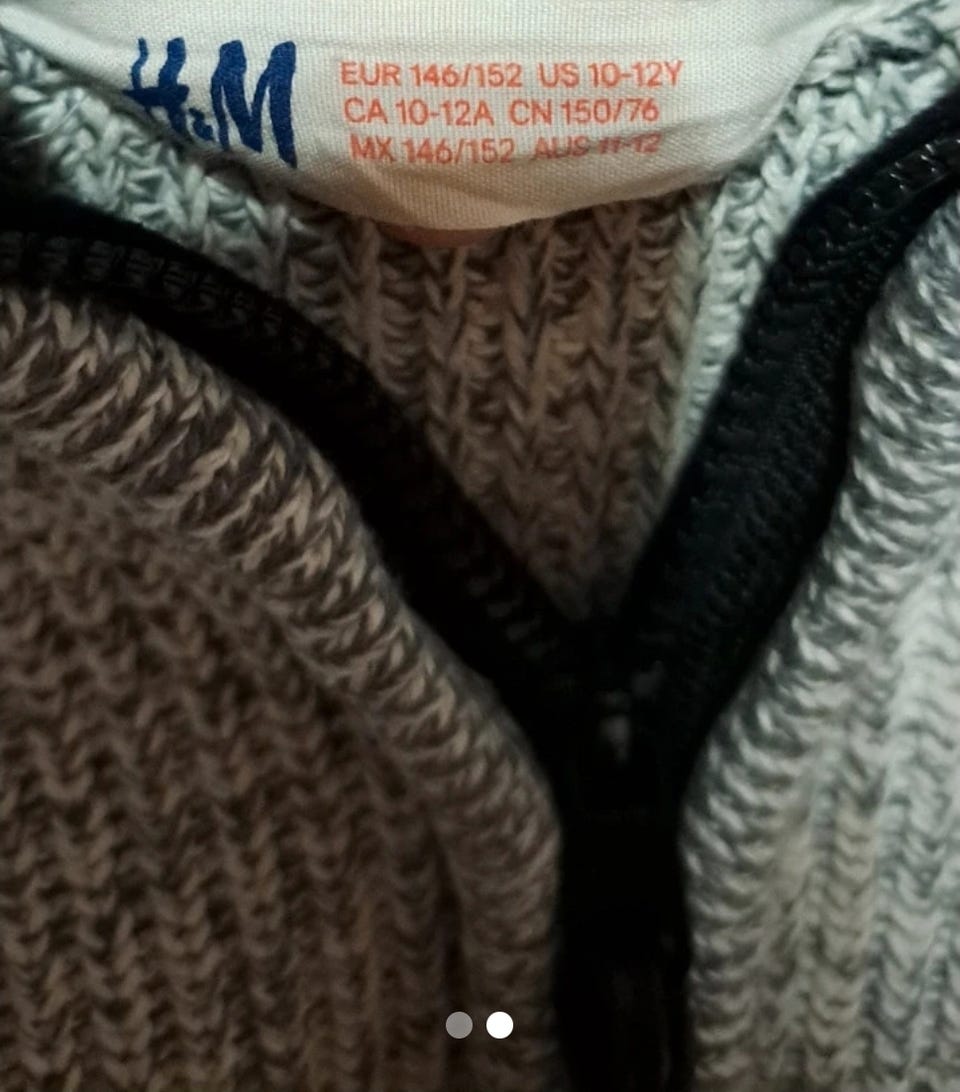 H&M
EUR 146/152 US 10-12Y
CA 10-12A CN 150/76
MX 146/152 AUS 11-12